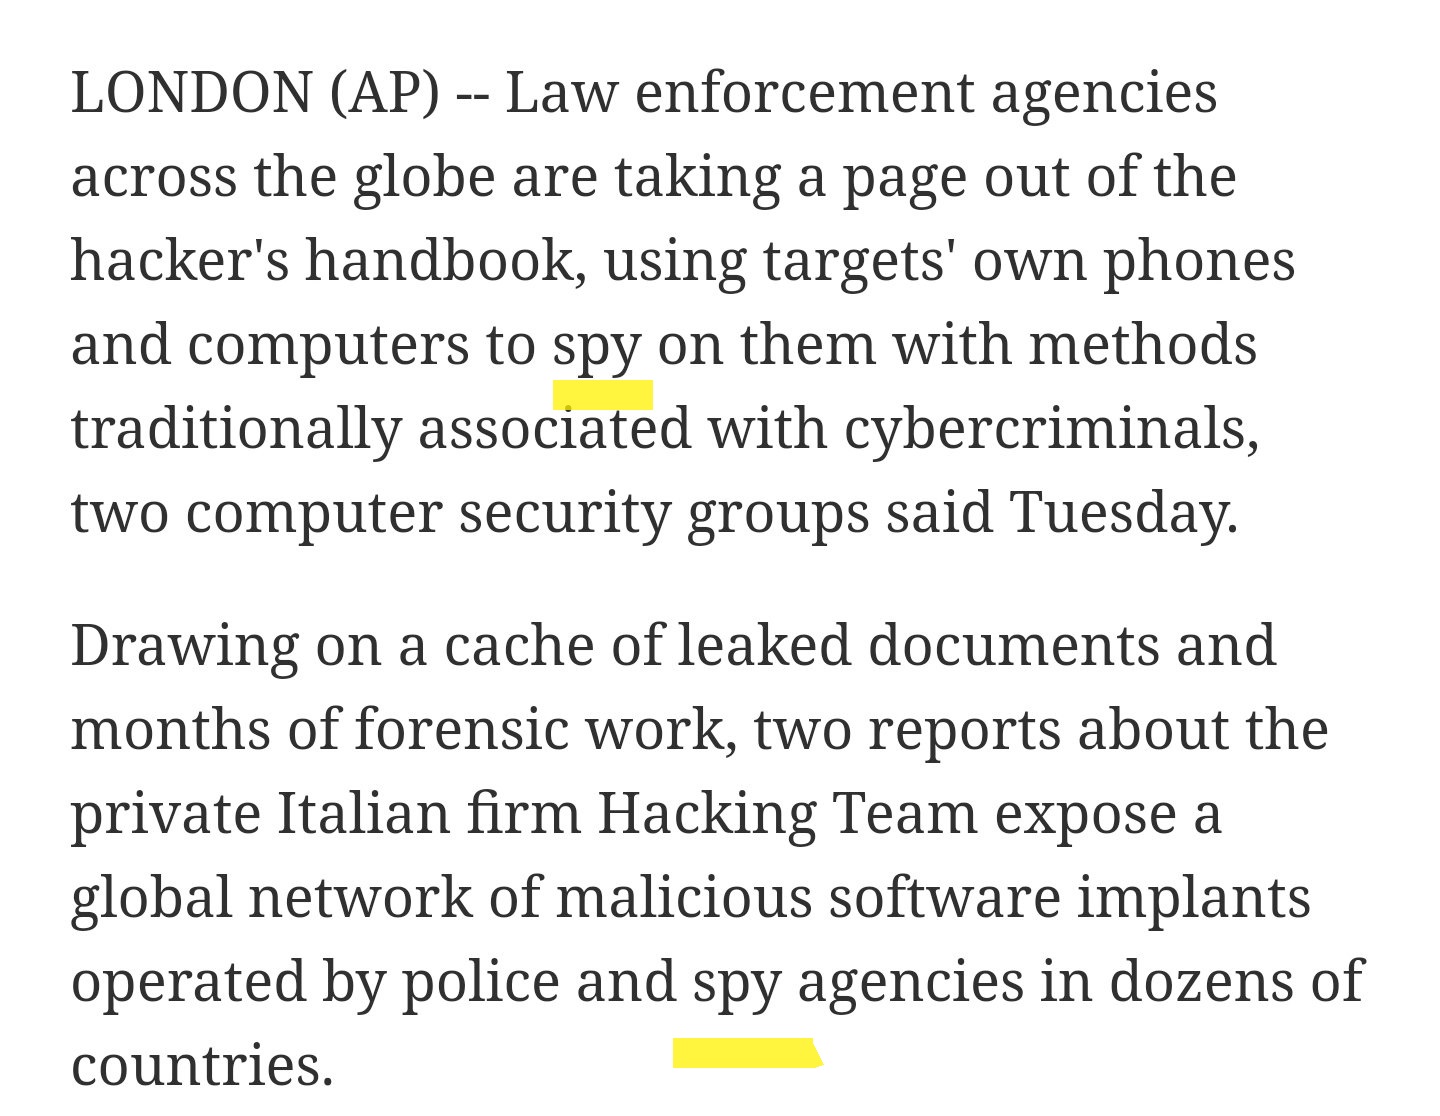 LONDON (AP) -- Law enforcement agencies
across the globe are taking a page out of the
hacker's handbook, using targets' own phones
and computers to spy on them with methods
traditionally associated with cybercriminals,
two computer security groups said Tuesday.
Drawing on a cache of leaked documents and
months of forensic work, two reports about the
private Italian firm Hacking Team expose a
global network of malicious software implants
operated by police and spy agencies in dozens of
countries.